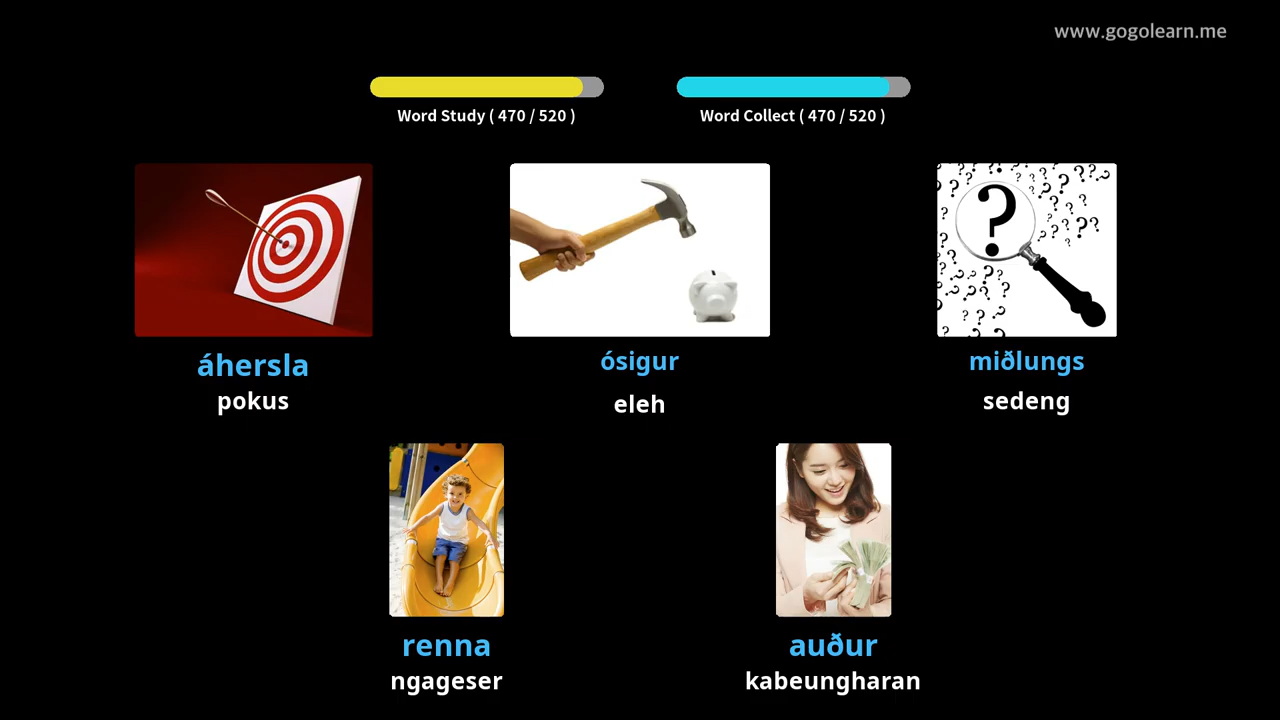 www.gogolearn.me
Word Study ( 470 / 520 )
Word Collect ( 470 / 520 )
áhersla
pokus
ósigur
eleh
miðlungs
sedeng
renna
ngageser
auður
kabeungharan